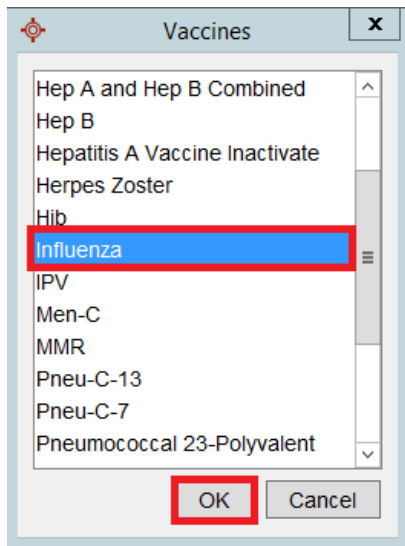 Vaccines
x
Hep A and Hep B Combined
Hep B
Hepatitis A Vaccine Inactivate
Herpes Zoster
Hib
Influenza
IPV
Men-C
MMR
Pneu-C-13
Pneu-C-7
Pneumococcal 23-Polyvalent
OK Cancel